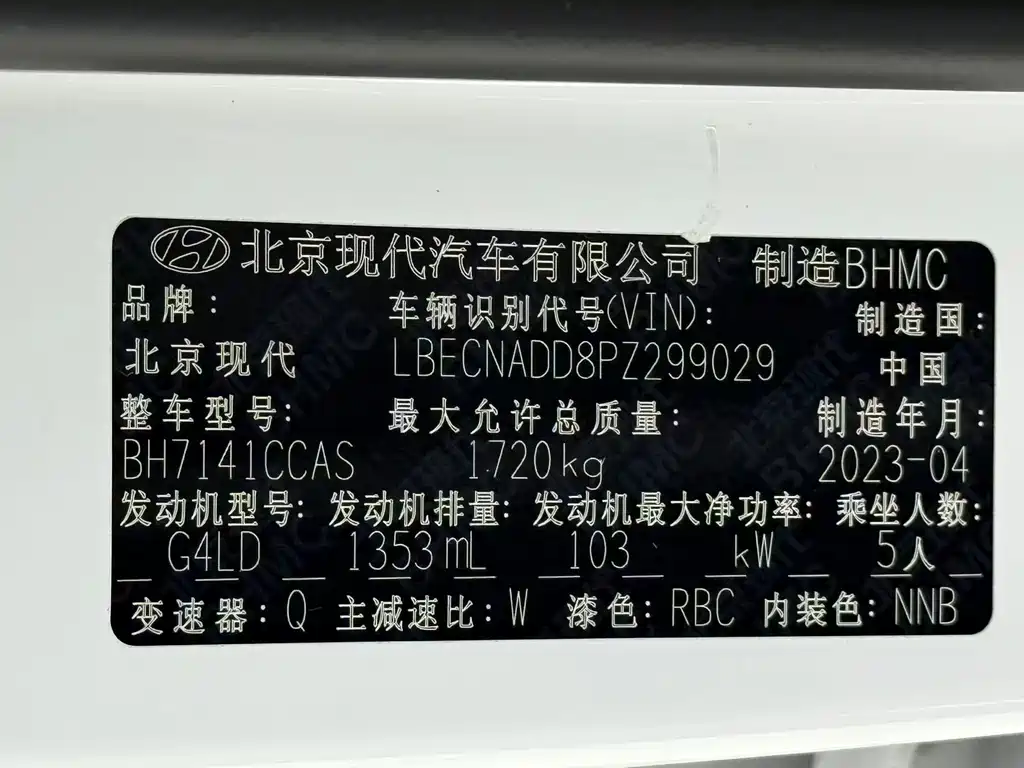 北京现代汽车有限公司 制造BHMC
品牌: 车辆识别代号(VIN): 制造国:
北京现代 LBECNADD8PZ299029 中国
整车型号: 最大允许总质量: 制造年月:
BH7141CCAS 1720kg 2023-04
发动机型号: 发动机排量: 发动机最大净功率: 乘坐人数:
G4LD 1353mL 103 kW 5人
变速器: Q 主减速比: W 漆色: RBC 内装色: NNB